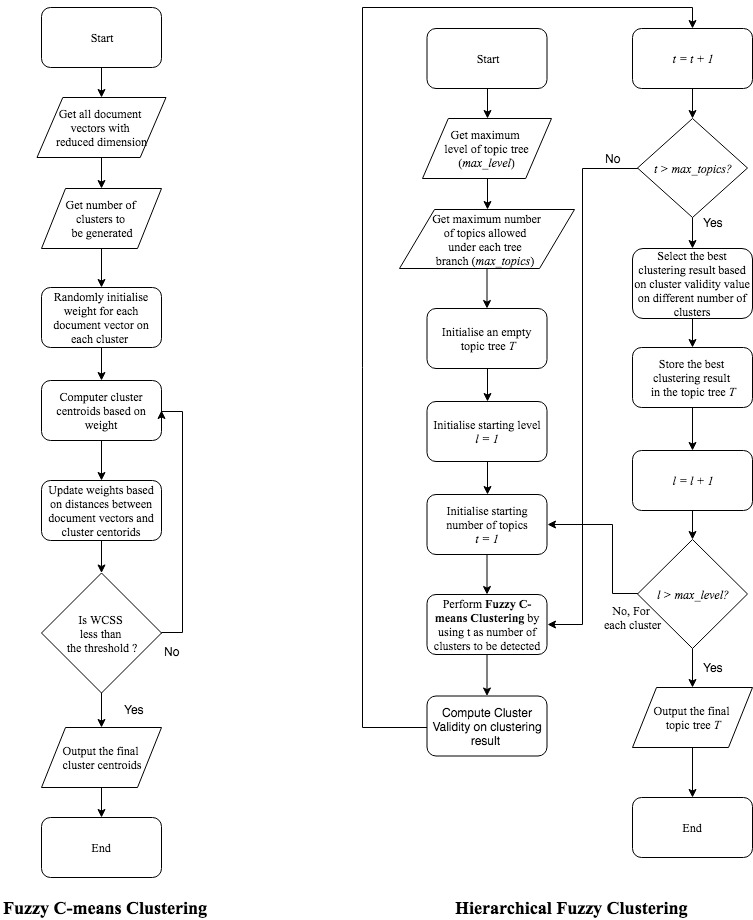 Start
Get all document
vectors with
reduced dimension
Get number of
clusters to
be generated
Randomly initialise
weight for each
document vector on
each cluster
Computer cluster
centroids based on
weight
Update weights based
on distances between
document vectors and
cluster centorids
Is WCSS
less than
the threshold ?
No
Yes
Output the final
cluster centroids
End
Fuzzy C-means Clustering
Start
Get maximum
level of topic tree
(max_level)
Get maximum number
of topics allowed
under each tree
branch (max_topics)
Initialise an empty
topic tree T
Initialise starting level
l = 1
Initialise starting
number of topics
t = 1
Perform Fuzzy C-
means Clustering by
using t as number of
clusters to be detected
Compute Cluster
Validity on clustering
result
t = t + 1
t > max_topics?
No
Yes
Select the best
clustering result based
on cluster validity value
on different number of
clusters
Store the best
clustering result
in the topic tree T
l = l + 1
l > max_level?
No, For
each cluster
Yes
Output the final
topic tree T
End
Hierarchical Fuzzy Clustering